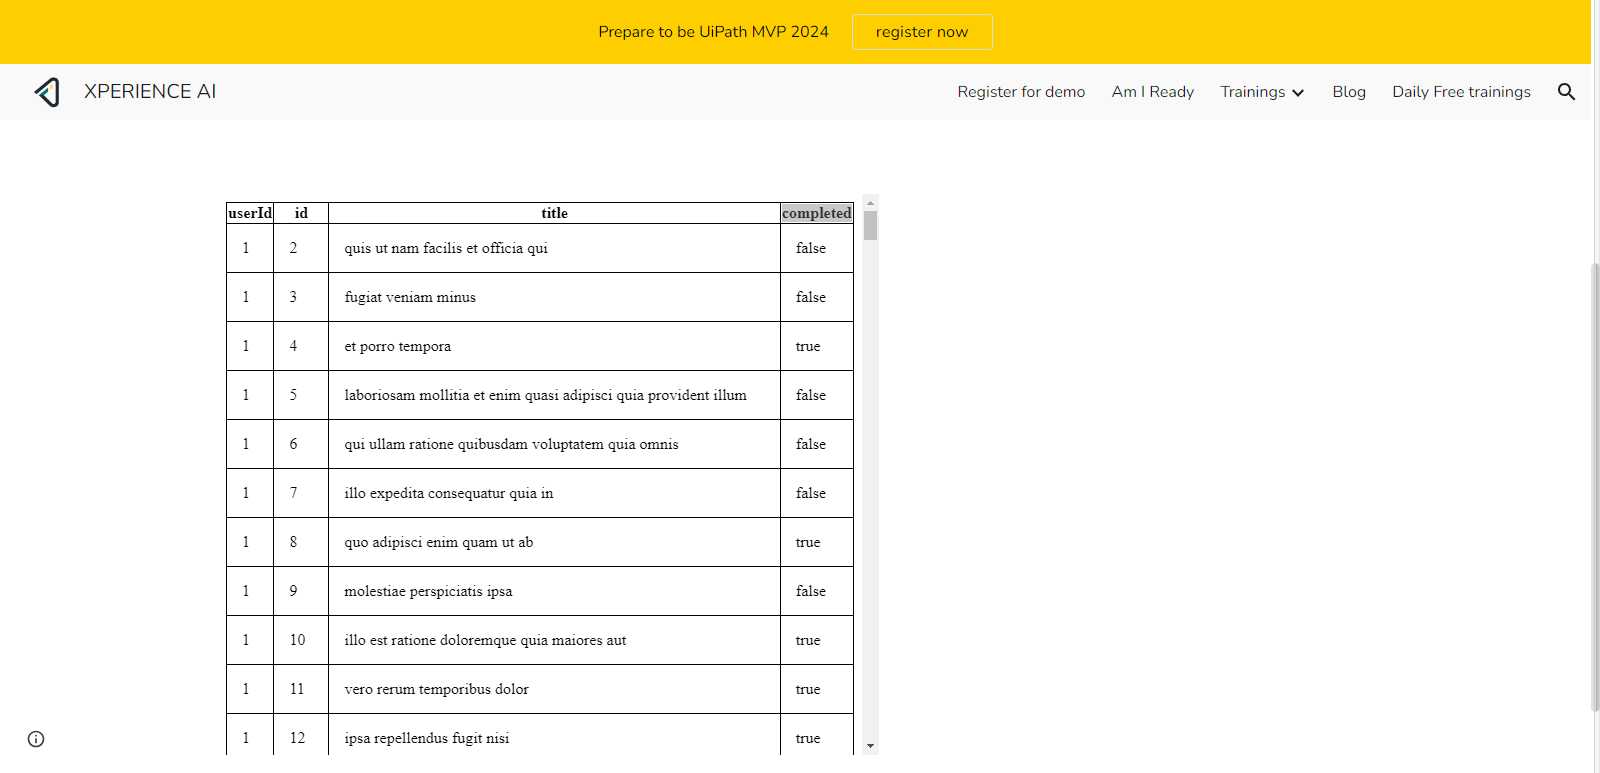 Prepare to be UiPath MVP 2024 register now
XPERIENCE AI Register for demo Am I Ready Trainings Blog Daily Free trainings
userId id title completed
1 2 quis ut nam facilis et officia qui false
1 3 fugiat veniam minus false
1 4 et porro tempora true
1 5 laboriosam mollitia et enim quasi adipisci quia provident illum false
1 6 qui ullam ratione quibusdam voluptatem quia omnis false
1 7 illo expedita consequatur quia in false
1 8 quo adipisci enim quam ut ab true
1 9 molestiae perspiciatis ipsa false
1 10 illo est ratione doloremque quia maiores aut true
1 11 vero rerum temporibus dolor true
1 12 ipsa repellendus fugit nisi true